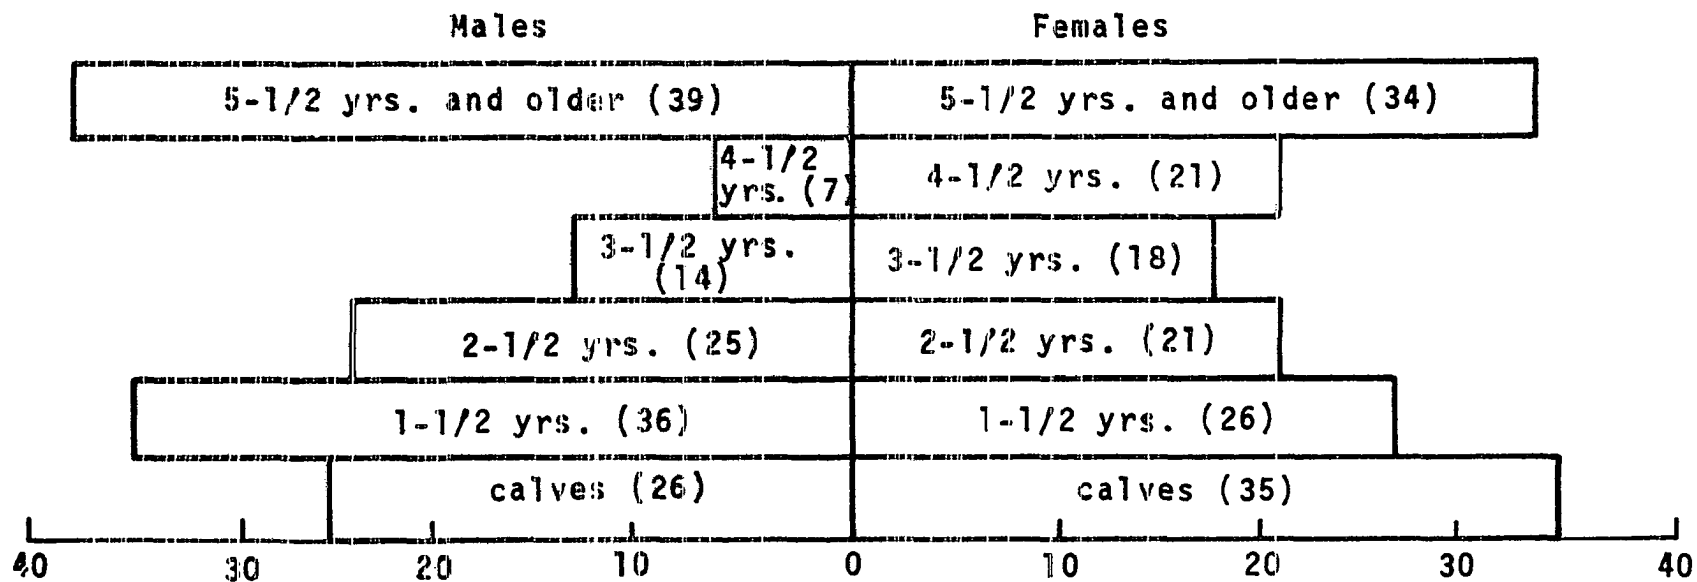 Males Females
5-1/2 yrs. and older (39) 5-1/2 yrs. and older (34)
4-1/2
yrs. (7) 4-1/2 yrs. (21)
3-1/2 yrs.
(14) 3-1/2 yrs. (18)
2-1/2 yrs. (25) 2-1/2 yrs. (21)
1-1/2 yrs. (36) 1-1/2 yrs. (26)
calves (26) calves (35)
40 30 20 10 0 10 20 30 40